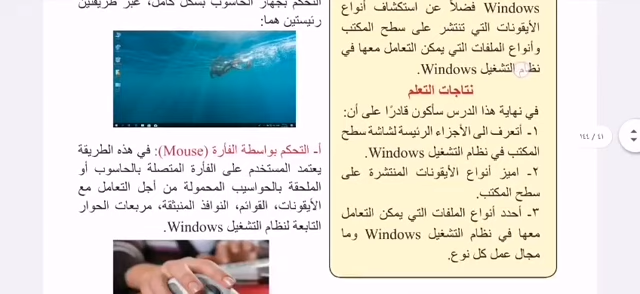 Windows فضلاً عن استكشاف أنواع
الأيقونات التي تنتشر على سطح المكتب
وأنواع الملفات التي يمكن التعامل معها في
نظام التشغيل Windows.
نتاجات التعلم
في نهاية هذا الدرس سأكون قادرًا على أن:
١- أتعرف الى الأجزاء الرئيسة لشاشة سطح
المكتب في نظام التشغيل Windows.
٢- اميز أنواع الأيقونات المنتشرة على
سطح المكتب.
٣- أحدد أنواع الملفات التي يمكن التعامل
معها في نظام التشغيل Windows وما
مجال عمل كل نوع.
التحكم بجهاز الحاسوب بشكل كامل، عبر طريقتين
رئيستين هما:
أ- التحكم بواسطة الفأرة (Mouse): في هذه الطريقة
يعتمد المستخدم على الفأرة المتصلة بالحاسوب أو
الملحقة بالحواسيب المحمولة من أجل التعامل مع
الأيقونات، القوائم، النوافذ المنبثقة، مربعات الحوار
التابعة لنظام التشغيل Windows.
٤١ / ١٤٤